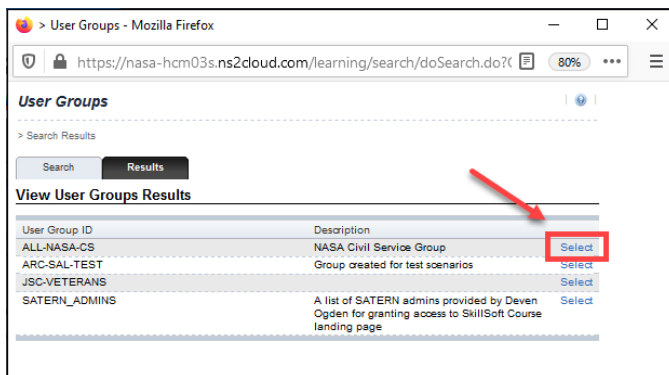 > User Groups - Mozilla Firefox
https://nasa-hcm03s.ns2cloud.com/learning/search/doSearch.do?(
80%
User Groups
> Search Results
Search
Results
View User Groups Results
User Group ID
Description
ALL-NASA-CS
NASA Civil Service Group
Select
ARC-SAL-TEST
Group created for test scenarios
Select
JSC-VETERANS
Select
SATERN_ADMINS
A list of SATERN admins provided by Deven
Select
Ogden for granting access to SkillSoft Course
landing page